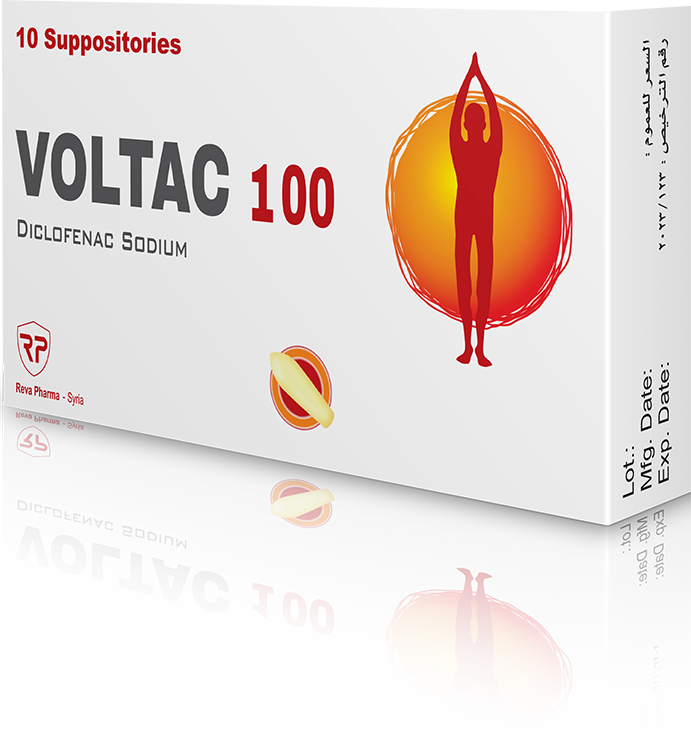 10 Suppositories
VOLTAC 100
DICLOFENAC SODIUM
RP
Reva Pharma - Syria
السعر للعموم :
رقم الترخيص : ٢٠٢٣/١٢٣
Lot.:
Mfg. Date:
Exp. Date: